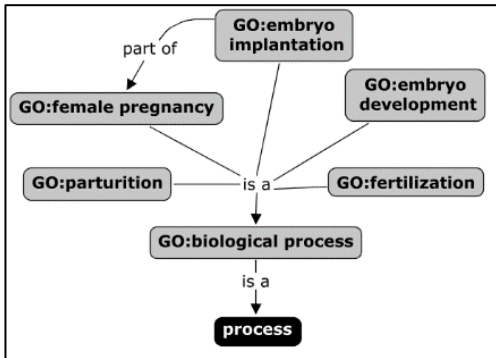 GO:embryo
implantation
part of
GO:embryo
development
GO:female pregnancy
GO:parturition
is a
GO:fertilization
GO:biological process
is a
process